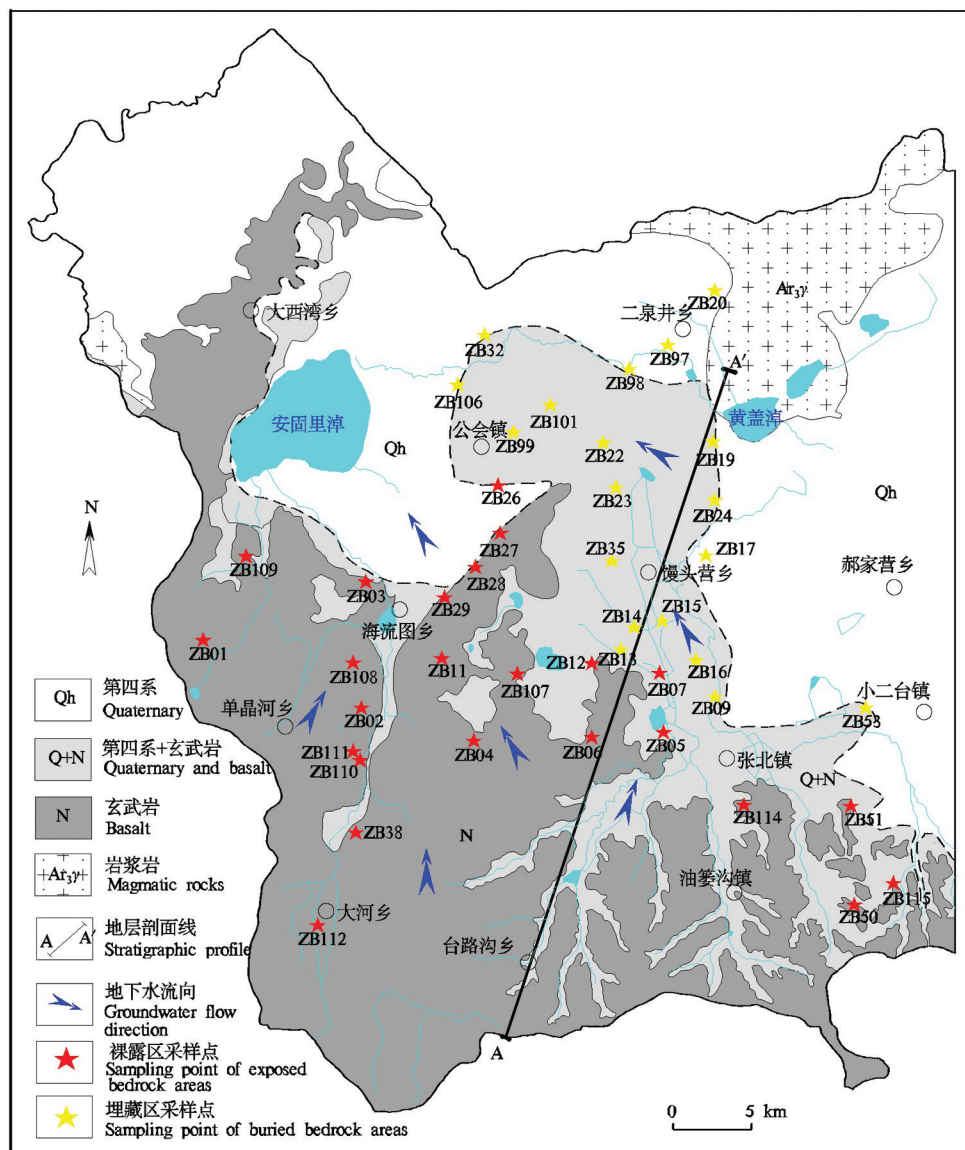 ZB20
Ar₃γ
二泉井乡
大西湾乡
ZB32
ZB97
A′
ZB98
ZB106
ZB101
黄盖淖
安固里淖
公会镇
ZB99
ZB22
ZB19
Qh
ZB26
ZB23
ZB24
Qh
N
ZB27
ZB35
ZB17
ZB109
ZB28
馒头营乡
郝家营乡
ZB03
ZB29
海流图乡
ZB14
ZB15
ZB01
ZB11
ZB12
ZB13
ZB16
ZB108
ZB107
ZB07
小二台镇
Qh
第四系
Quaternary
单晶河乡
ZB02
ZB09
ZB53
ZB04
ZB06
ZB05
Q+N
第四系+玄武岩
Quaternary and basalt
ZB111
ZB110
张北镇
Q+N
N
玄武岩
Basalt
ZB38
N
ZB114
ZB51
Ar₃γ
岩浆岩
Magmatic rocks
油篓沟镇
ZB115
ZB50
大河乡
ZB112
A
A′
地层剖面线
Stratigraphic profile
台路沟乡
地下水流向
Groundwater flow
direction
A
裸露区采样点
Sampling point of exposed
bedrock areas
埋藏区采样点
Sampling point of buried bedrock areas
0 5 km